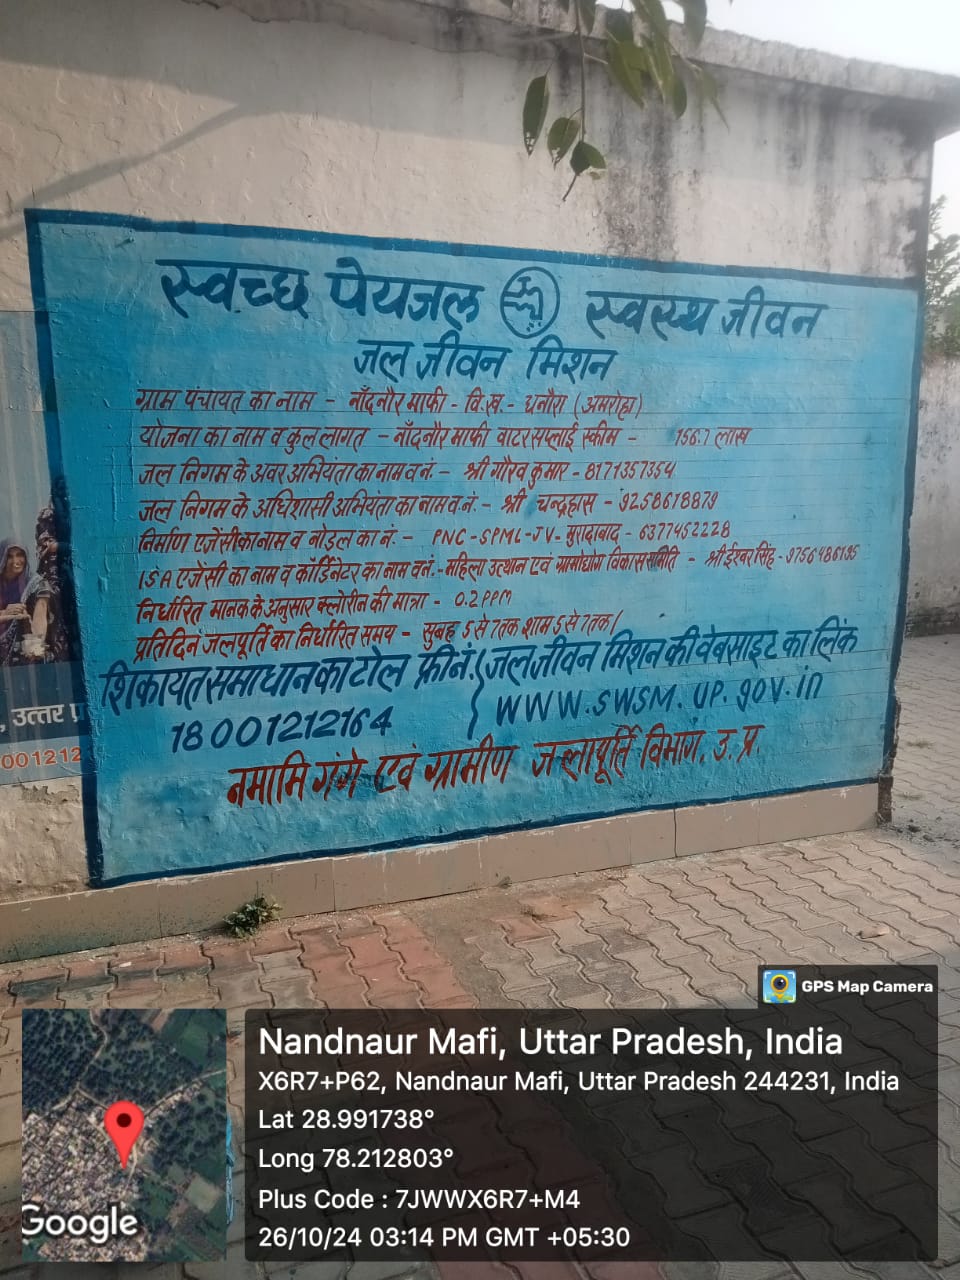 स्वच्छ पेयजल स्वस्थ जीवन
जल जीवन मिशन
ग्राम पंचायत का नाम - नाँदनौर माफी - वि.ख.- धनौरा (अमरोहा)
योजना का नाम व कुल लागत - नाँदनौर माफी वाटर सप्लाई स्कीम - 156.7 लाख
जल निगम के अवर अभियंता का नाम व नं. - श्री गौरव कुमार - 8171357354
जल निगम के अधिशासी अभियंता का नाम व नं. - श्री चन्द्रहास - 9258618879
निर्माण एजेंसी का नाम व नोडल का नं. - PNC-SPML-JV- मुरादाबाद - 6377452228
ISA एजेंसी का नाम व कॉर्डिनेटर का नाम व नं.- महिला उत्थान एवं ग्रामोद्योग विकास समिति - श्री ईश्वर सिंह - 9756486195
निर्धारित मानक के अनुसार क्लोरीन की मात्रा - 0.2 PPM
प्रतिदिन जलपूर्ति का निर्धारित समय - सुबह 5 से 7 तक शाम 5 से 7 तक/
शिकायत समाधान का टोल फ्री नं. जल जीवन मिशन की वेबसाइट का लिंक
18001212164 WWW.SWSM.UP.gov.in
नमामि गंगे एवं ग्रामीण जलापूर्ति विभाग, उ.प्र.
, उत्तर प्र
001212
GPS Map Camera
Nandnaur Mafi, Uttar Pradesh, India
X6R7+P62, Nandnaur Mafi, Uttar Pradesh 244231, India
Lat 28.991738°
Long 78.212803°
Plus Code : 7JWWX6R7+M4
26/10/24 03:14 PM GMT +05:30
Google